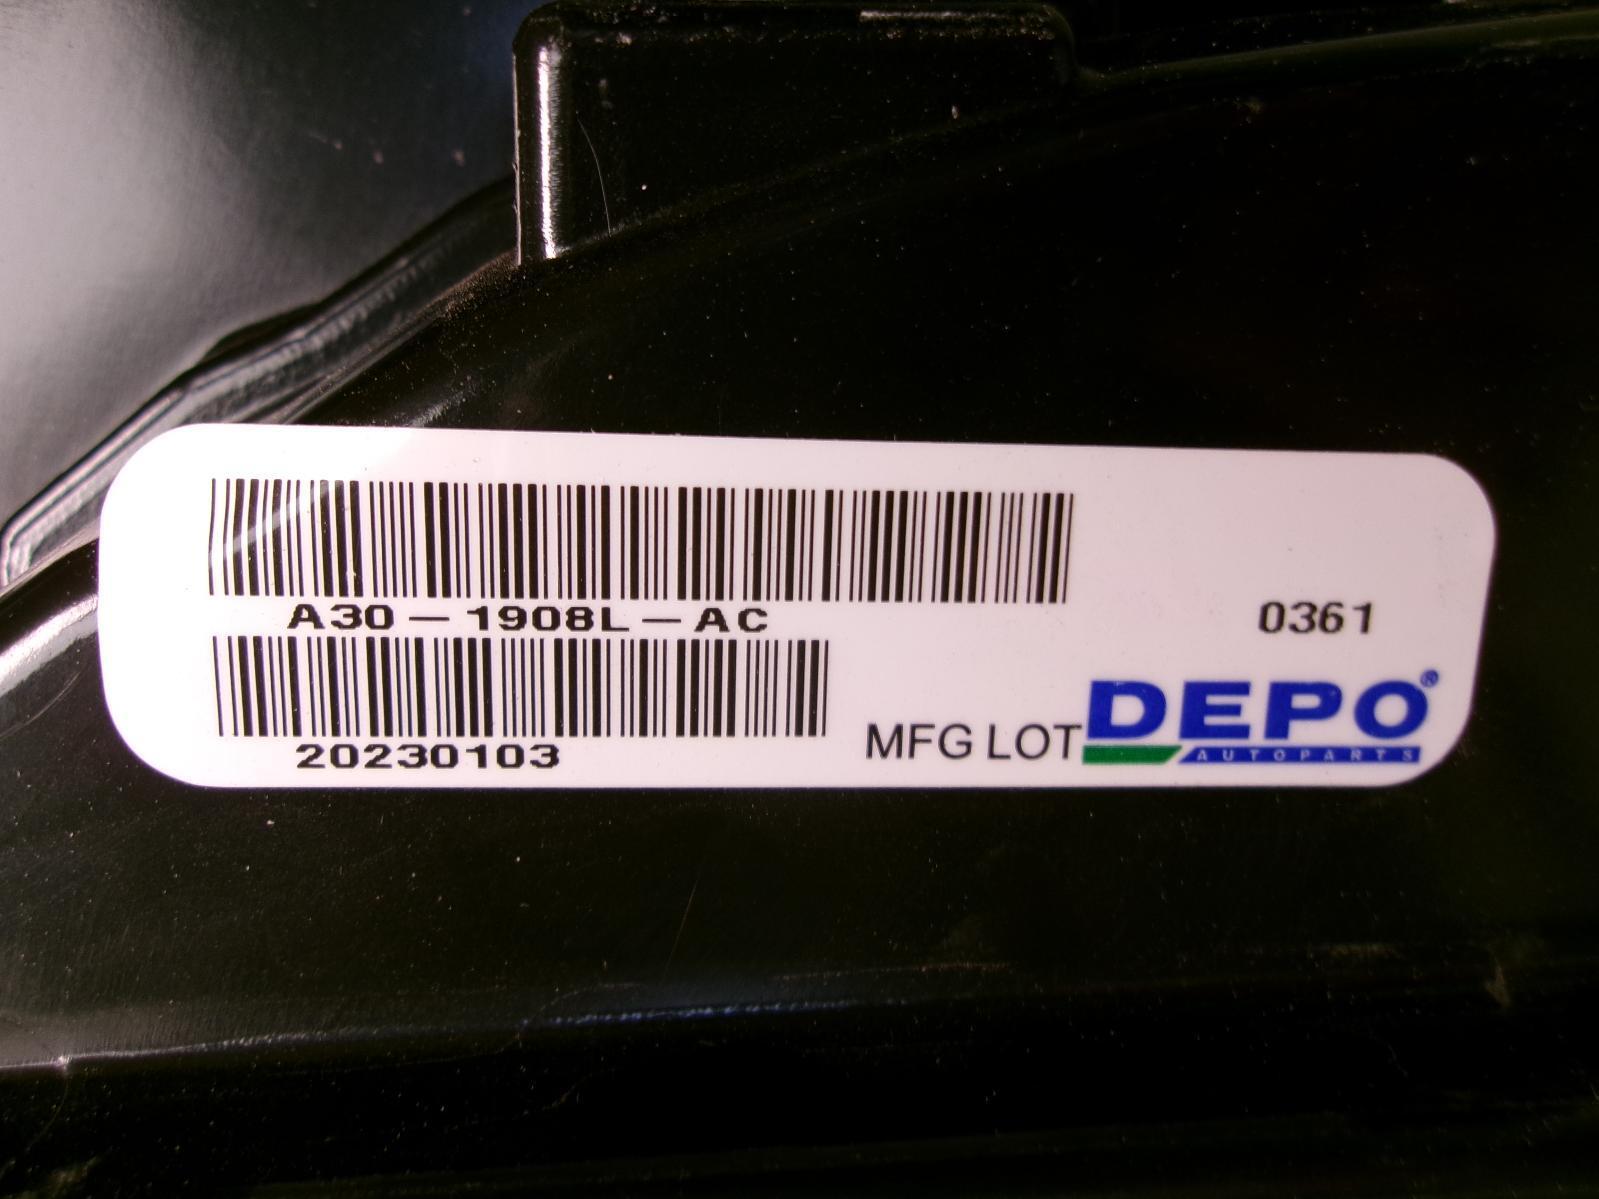 A30-1908L-AC
0361
20230103
MFG LOT
DEPO®
AUTOPARTS